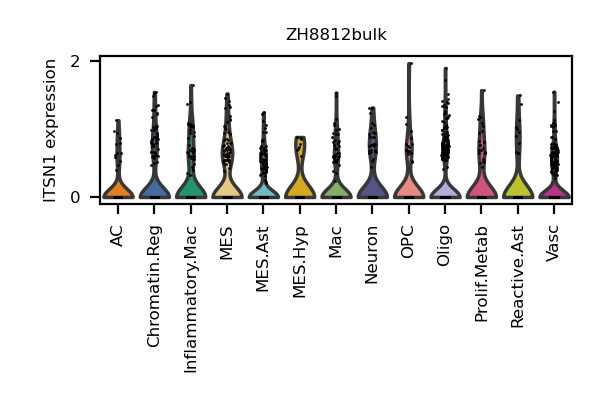 ZH8812bulk
ITSN1 expression
2
0
AC
Chromatin.Reg
Inflammatory.Mac
MES
MES.Ast
MES.Hyp
Mac
Neuron
OPC
Oligo
Prolif.Metab
Reactive.Ast
Vasc